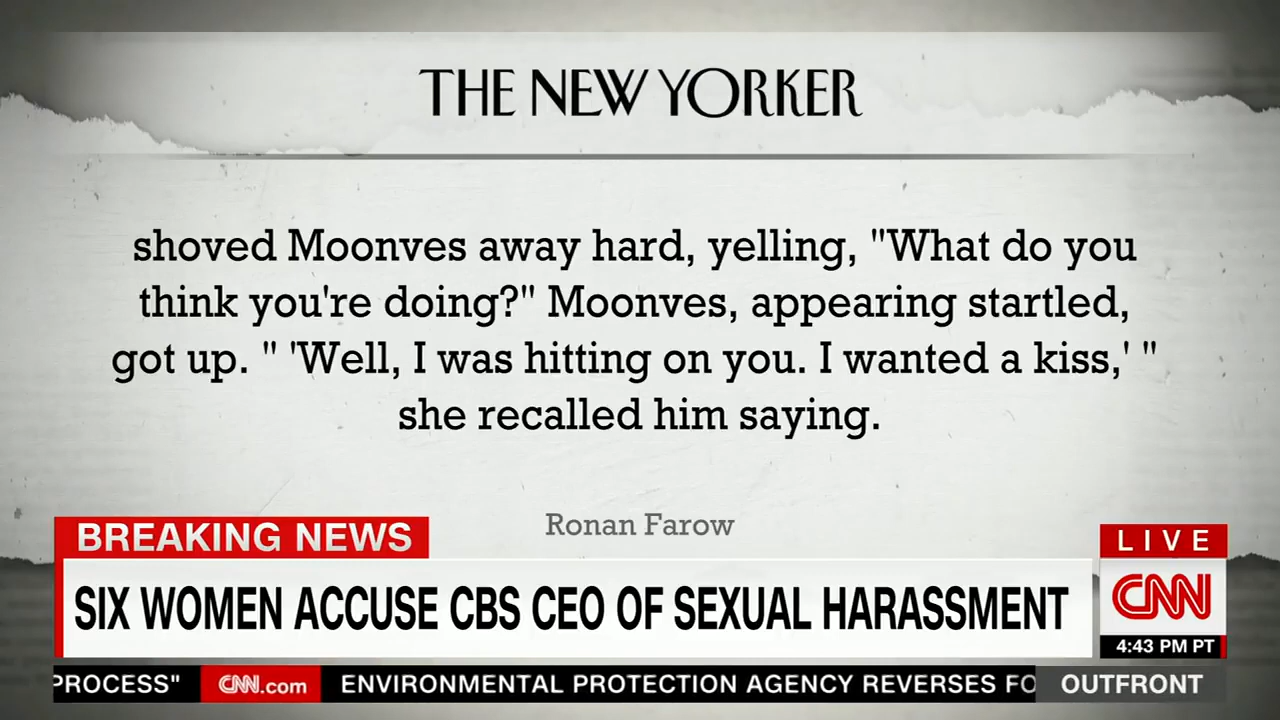 THE NEW YORKER
shoved Moonves away hard, yelling, "What do you
think you're doing?" Moonves, appearing startled,
got up. " 'Well, I was hitting on you. I wanted a kiss,' "
she recalled him saying.
Ronan Farow
BREAKING NEWS
SIX WOMEN ACCUSE CBS CEO OF SEXUAL HARASSMENT
LIVE
CNN
4:43 PM PT
PROCESS" CNN.com ENVIRONMENTAL PROTECTION AGENCY REVERSES FO OUTFRONT